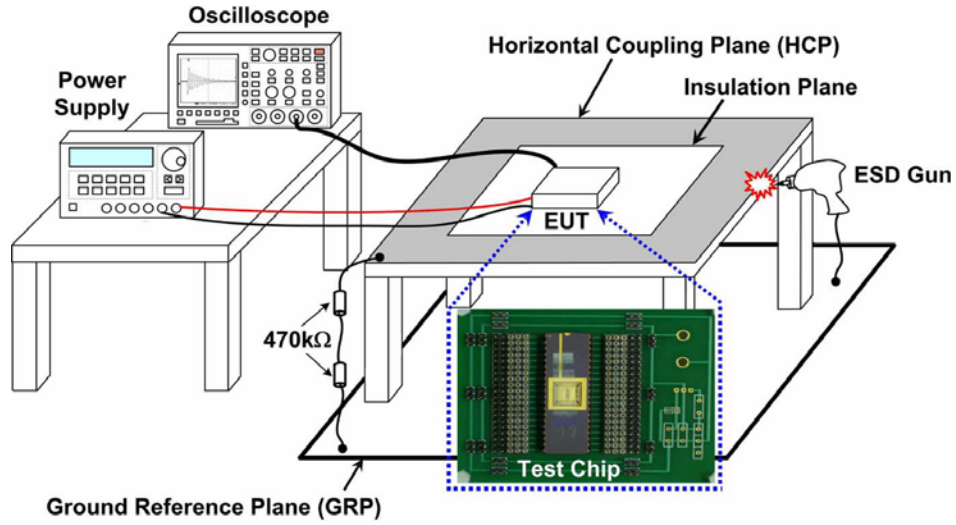 Oscilloscope
Power
Supply
Horizontal Coupling Plane (HCP)
Insulation Plane
ESD Gun
EUT
470kΩ
Test Chip
Ground Reference Plane (GRP)